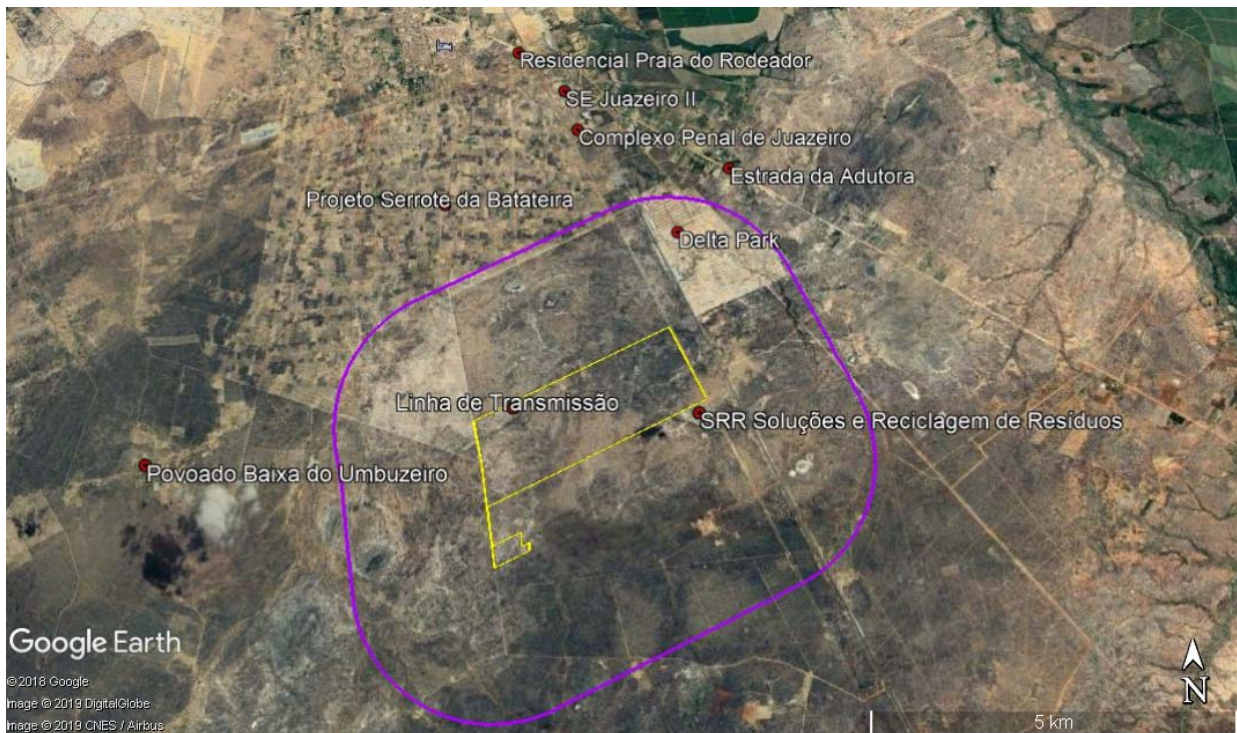 Residencial Praia do Rodeador
SE Juazeiro II
Complexo Penal de Juazeiro
Estrada da Adutora
Projeto Serrote da Batateira
Delta Park
Linha de Transmissão
SRR Soluções e Reciclagem de Resíduos
Povoado Baixa do Umbuzeiro
Google Earth
©2018 Google
Image © 2019 DigitalGlobe
Image © 2019 CNES / Airbus
N
5 km